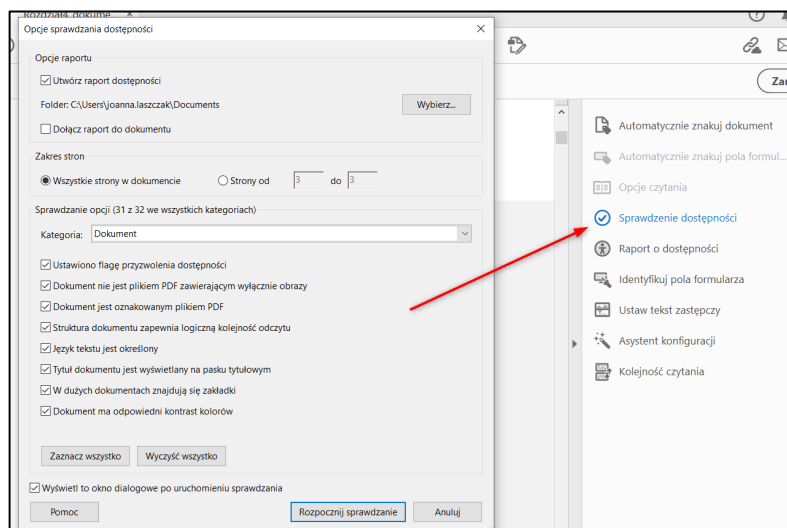 Rozdział4_dokume... ×
Opcje sprawdzania dostępności
Opcje raportu
Utwórz raport dostępności
Folder: C:\Users\joanna.laszczak\Documents
Wybierz...
Dołącz raport do dokumentu
Zakres stron
Wszystkie strony w dokumencie
Strony od 3 do 3
Sprawdzanie opcji (31 z 32 we wszystkich kategoriach)
Kategoria: Dokument
Ustawiono flagę przyzwolenia dostępności
Dokument nie jest plikiem PDF zawierającym wyłącznie obrazy
Dokument jest oznakowanym plikiem PDF
Struktura dokumentu zapewnia logiczną kolejność odczytu
Język tekstu jest określony
Tytuł dokumentu jest wyświetlany na pasku tytułowym
W dużych dokumentach znajdują się zakładki
Dokument ma odpowiedni kontrast kolorów
Zaznacz wszystko
Wyczyść wszystko
Wyświetl to okno dialogowe po uruchomieniu sprawdzania
Pomoc
Rozpocznij sprawdzanie
Anuluj
Automatycznie znakuj dokument
Automatycznie znakuj pola formul...
Opcje czytania
Sprawdzenie dostępności
Raport o dostępności
Identyfikuj pola formularza
Ustaw tekst zastępczy
Asystent konfiguracji
Kolejność czytania